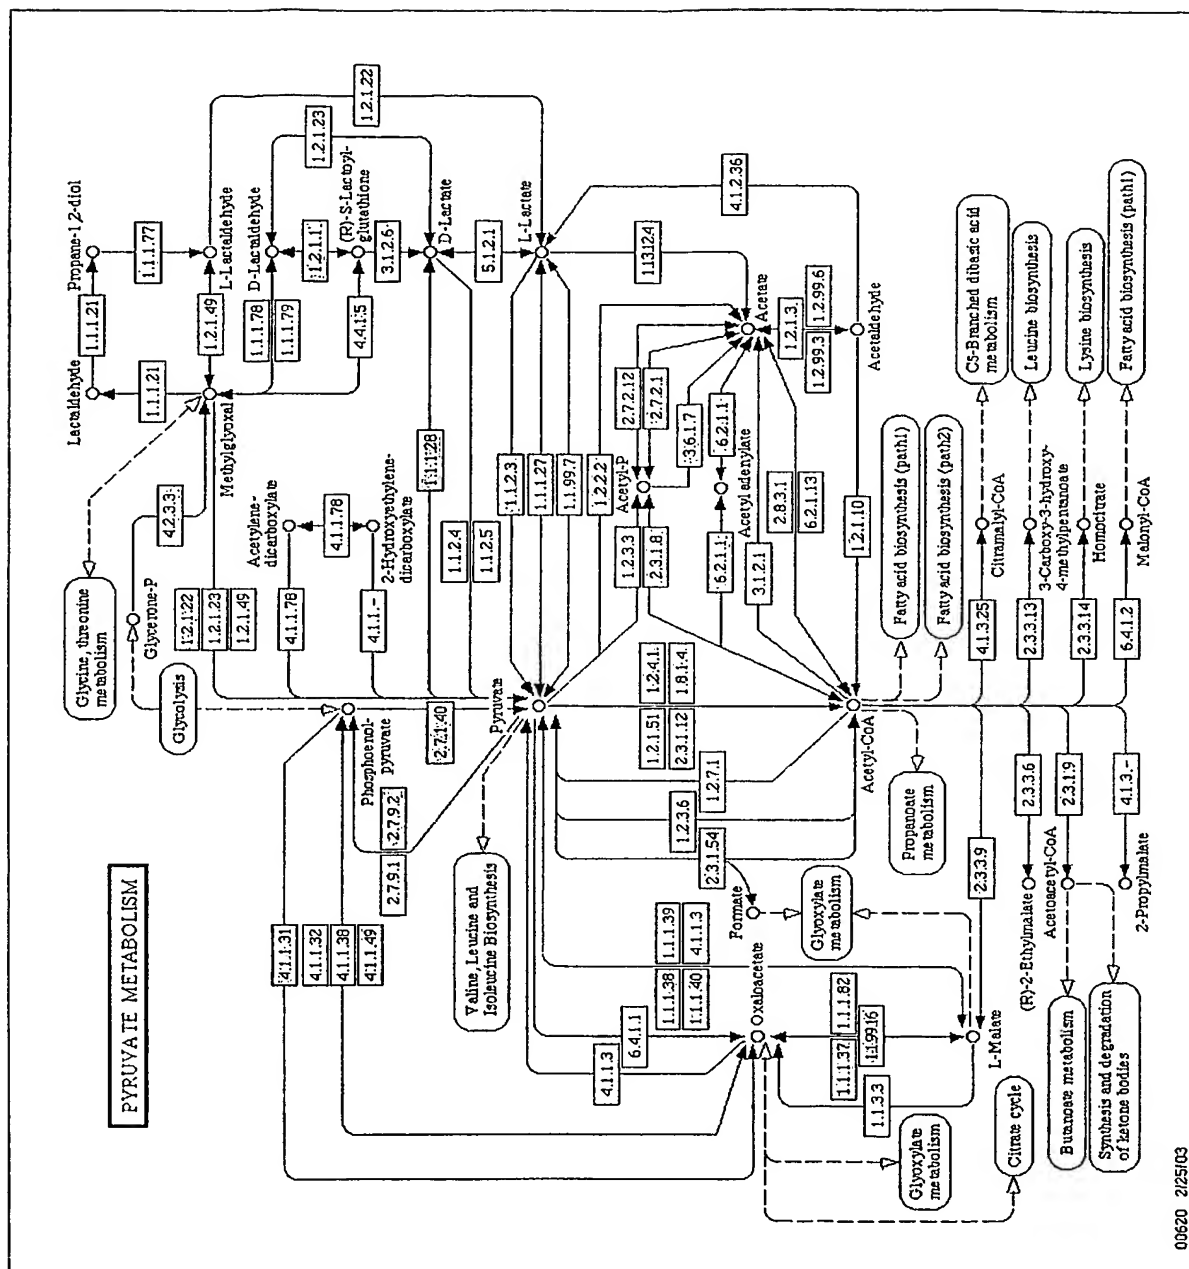 PYRUVATE METABOLISM
Glycine, threonine
metabolism
Glycolysis
Glycerone-P
4.2.3.3
Methylglyoxal
Lactaldehyde
1.1.1.21
1.1.1.21
Propane-1,2-diol
1.1.1.77
L-Lactaldehyde
1.2.1.49
1.2.1.22
D-Lactaldehyde
1.1.1.78
1.1.1.79
1.2.1.23
1.2.1.1
(R)-S-Lactoyl-
glutathione
4.4.1.5
3.1.2.6
D-Lactate
5.1.2.1
L-Lactate
1.2.1.22
1.2.1.23
1.2.1.49
Acetylene-
dicarboxylate
4.1.1.78
4.1.1.78
2-Hydroxyethylene-
dicarboxylate
4.1.1.-
1.1.1.28
1.1.2.4
1.1.2.5
1.1.2.3
1.1.1.27
1.1.99.7
4.1.1.31
4.1.1.32
4.1.1.38
4.1.1.49
Phosphenol-
pyruvate
2.7.1.40
2.7.9.1
2.7.9.2
Pyruvate
Valine, Leucine and
Isoleucine Biosynthesis
1.2.2.2
1.13.12.4
4.1.2.36
1.2.3.3
2.3.1.8
Acetyl-P
2.7.2.12
2.7.2.1
3.6.1.7
Acetate
6.2.1.1
Acetyl adenylate
6.2.1.1
3.1.2.1
2.8.3.1
6.2.1.13
1.2.1.3
1.2.99.3
1.2.99.6
Acetaldehyde
1.2.1.10
1.2.4.1
1.8.1.4
1.2.1.51
2.3.1.12
1.2.7.1
1.2.3.6
2.3.1.54
Acetyl-CoA
Formate
Glyoxylate
metabolism
Propanoate
metabolism
4.1.1.3
6.4.1.1
1.1.1.38
1.1.1.40
1.1.1.39
4.1.1.3
Oxaloacetate
1.1.1.37
1.1.1.82
1.1.99.16
1.1.3.3
L-Malate
Glyoxylate
metabolism
Citrate cycle
Fatty acid biosynthesis (path1)
Fatty acid biosynthesis (path2)
2.3.3.9
4.1.3.25
Citramalyl-CoA
C5-Branched dibasic acid
metabolism
(R)-2-Ethylmalate
2.3.3.6
2.3.3.13
3-Carboxy-3-hydroxy-
4-methylpentanoate
Leucine biosynthesis
Butanoate metabolism
Acetoacetyl-CoA
2.3.1.9
2.3.3.14
Homocitrate
Lysine biosynthesis
Synthesis and degradation
of ketone bodies
2-Propylmalate
4.1.3.-
6.4.1.2
Malonyl-CoA
Fatty acid biosynthesis (path1)
00620 2/25/03